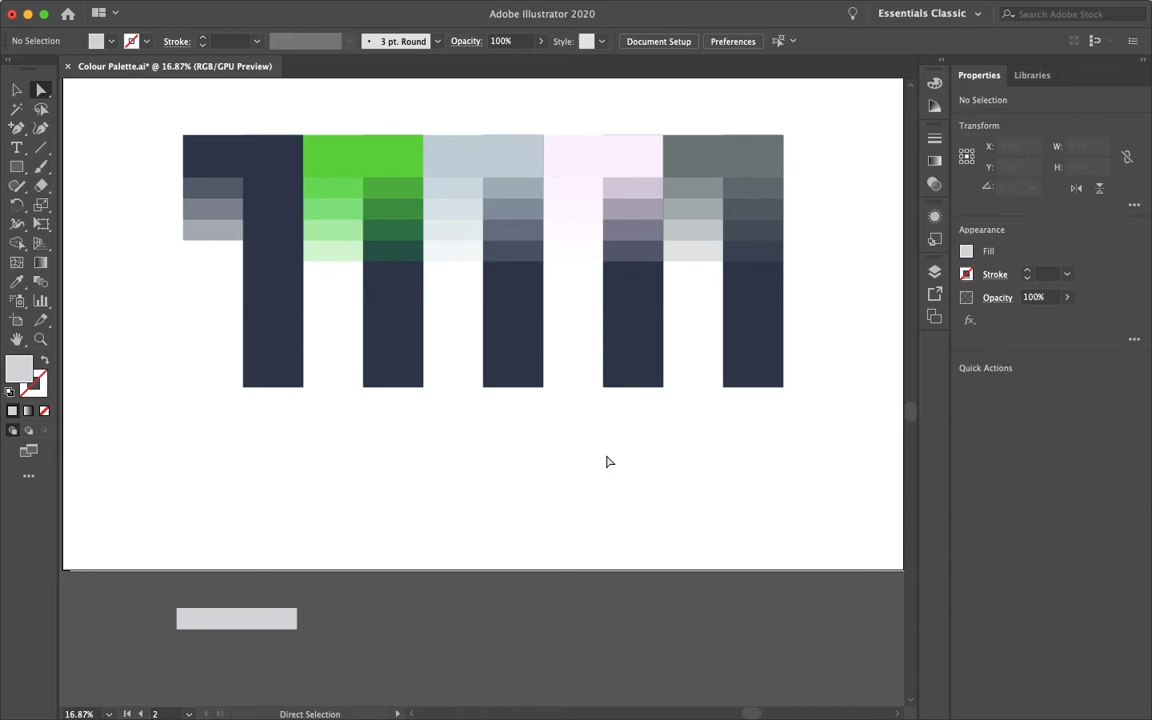 Adobe Illustrator 2020
Essentials Classic
Search Adobe Stock
No Selection
Stroke:
3 pt. Round
Opacity:
100%
Style:
Document Setup
Preferences
Colour Palette.ai* @ 16.87% (RGB/GPU Preview)
Properties
Libraries
No Selection
Transform
X:
W:
Y:
H:
Appearance
Fill
Stroke
Opacity
100%
fx.
Quick Actions
16.87%
2
Direct Selection